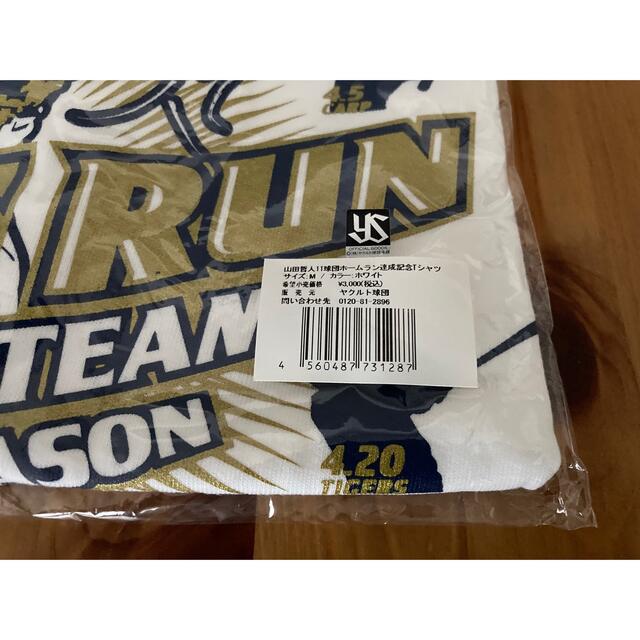 4.5
CARP
RUN
TEAM
ASON
4.20
TIGERS
YS
OFFICIAL GOODS
山田哲人11球団ホームラン達成記念Tシャツ
サイズ:M / カラー:ホワイト
希望小売価格 ¥3,000(税込)
販売元 ヤクルト球団
問い合わせ先 0120-81-2896
4 560487 731287